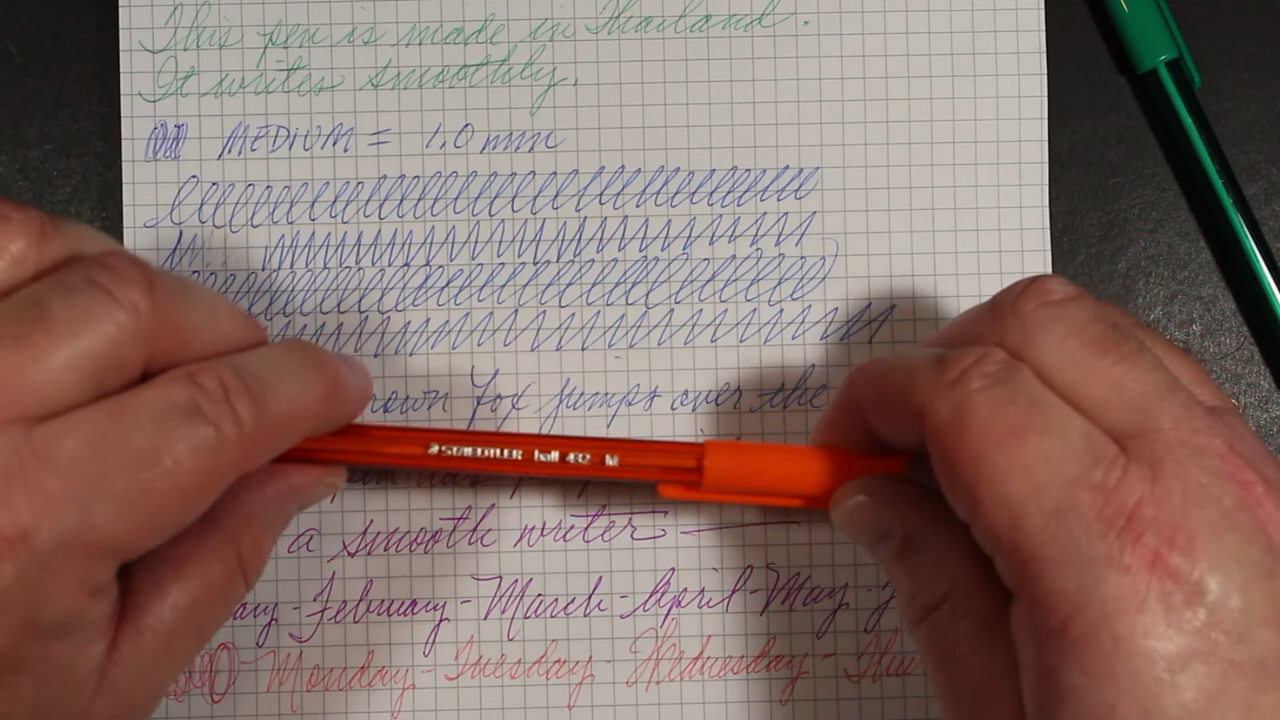 This pen is made in Thailand.
It writes smoothly.
MEDIUM = 1.0 mm
Fox jumps over the
STAEDTLER ball 432 M
a smooth writer —
February - March - April - May -
Monday - Tuesday - Wednesday -